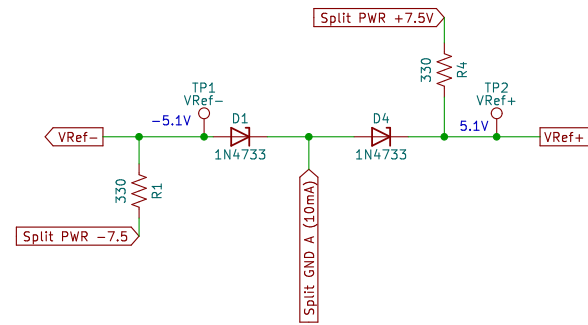 Split PWR +7.5V
330
R4
TP1
VRef-
TP2
VRef+
-5.1V
D1
D4
5.1V
VRef-
1N4733
1N4733
VRef+
330
R1
Split GND A (10mA)
Split PWR -7.5